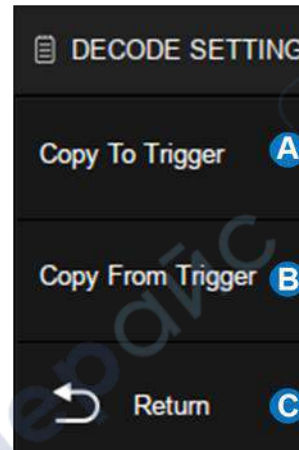 DECODE SETTING
Copy To Trigger A
Copy From Trigger B
Return C